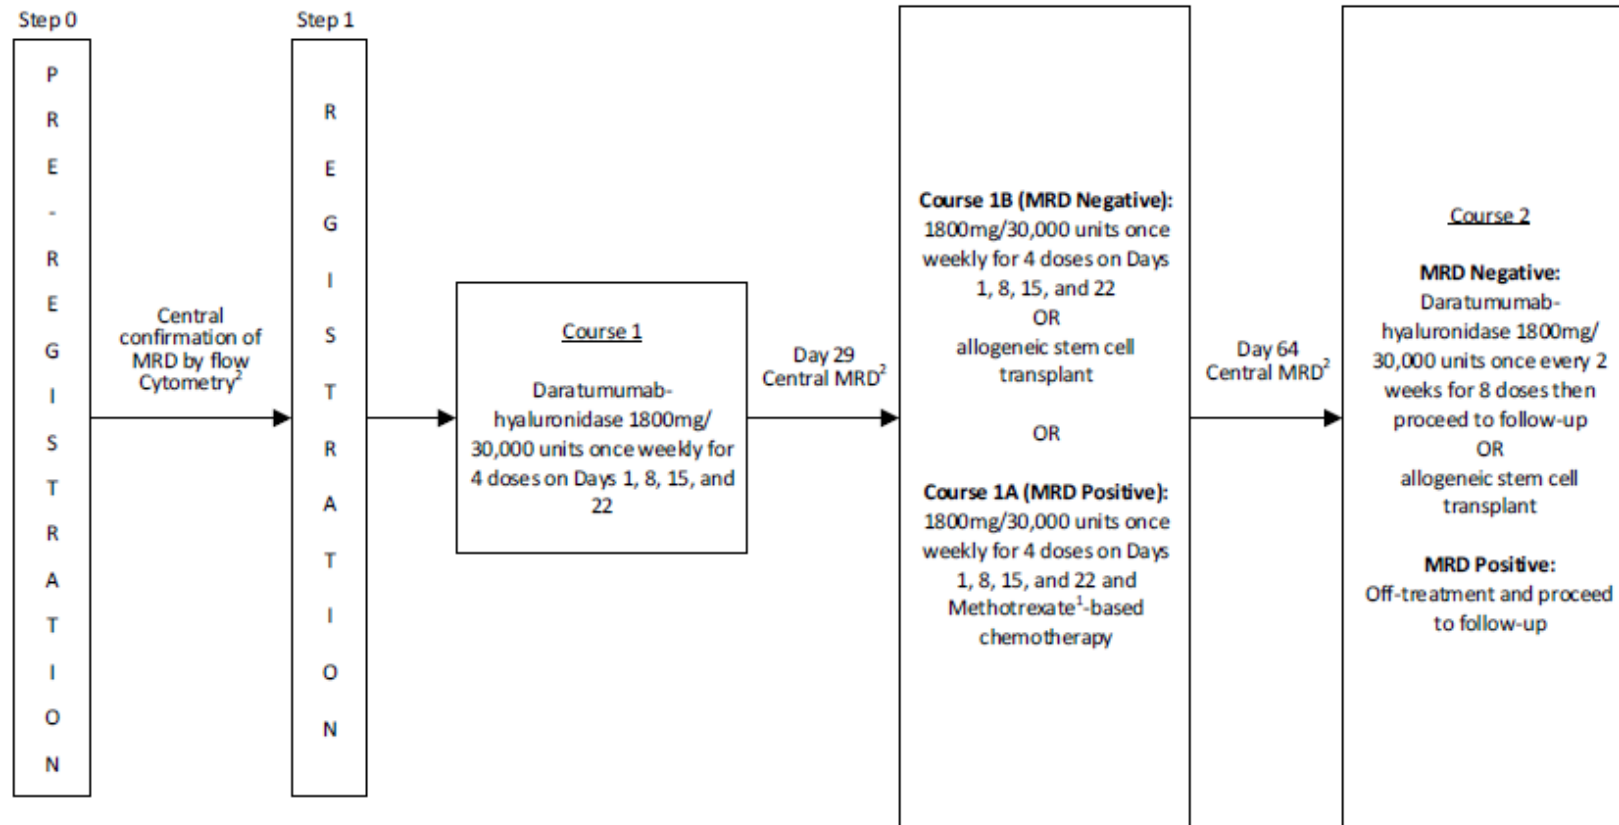 Step 0
P
R
E
-
R
E
G
I
S
T
R
A
T
I
O
N
Central
confirmation of
MRD by flow
Cytometry²
Step 1
R
E
G
I
S
T
R
A
T
I
O
N
Course 1
Daratumumab-
hyaluronidase 1800mg/
30,000 units once weekly for
4 doses on Days 1, 8, 15, and
22
Day 29
Central MRD²
Course 1B (MRD Negative):
1800mg/30,000 units once
weekly for 4 doses on Days
1, 8, 15, and 22
OR
allogeneic stem cell
transplant
OR
Course 1A (MRD Positive):
1800mg/30,000 units once
weekly for 4 doses on Days
1, 8, 15, and 22 and
Methotrexate¹-based
chemotherapy
Day 64
Central MRD²
Course 2
MRD Negative:
Daratumumab-
hyaluronidase 1800mg/
30,000 units once every 2
weeks for 8 doses then
proceed to follow-up
OR
allogeneic stem cell
transplant
MRD Positive:
Off-treatment and proceed
to follow-up